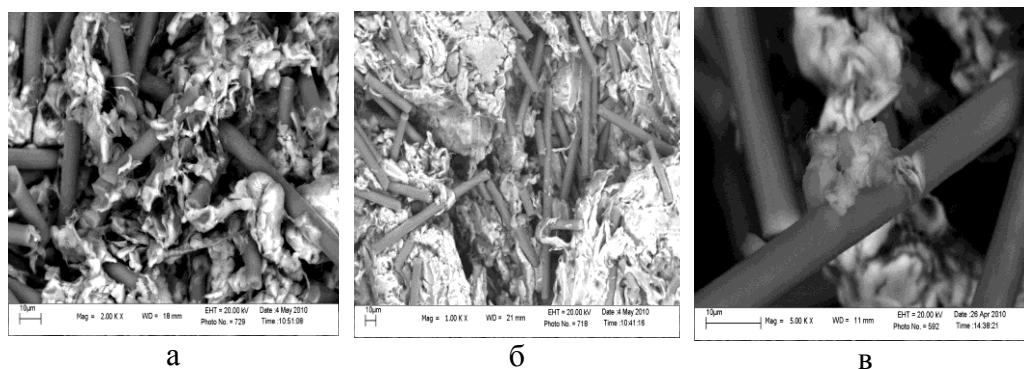 10µm Mag = 2.00 K X WD = 18 mm EHT = 20.00 kV Date :4 May 2010
Photo No. = 729 Time :10:51:08
10µm Mag = 1.00 K X WD = 21 mm EHT = 20.00 kV Date :4 May 2010
Photo No. = 718 Time :10:41:16
10µm Mag = 5.00 K X WD = 11 mm EHT = 20.00 kV Date :26 Apr 2010
Photo No. = 592 Time :14:38:21
а б в